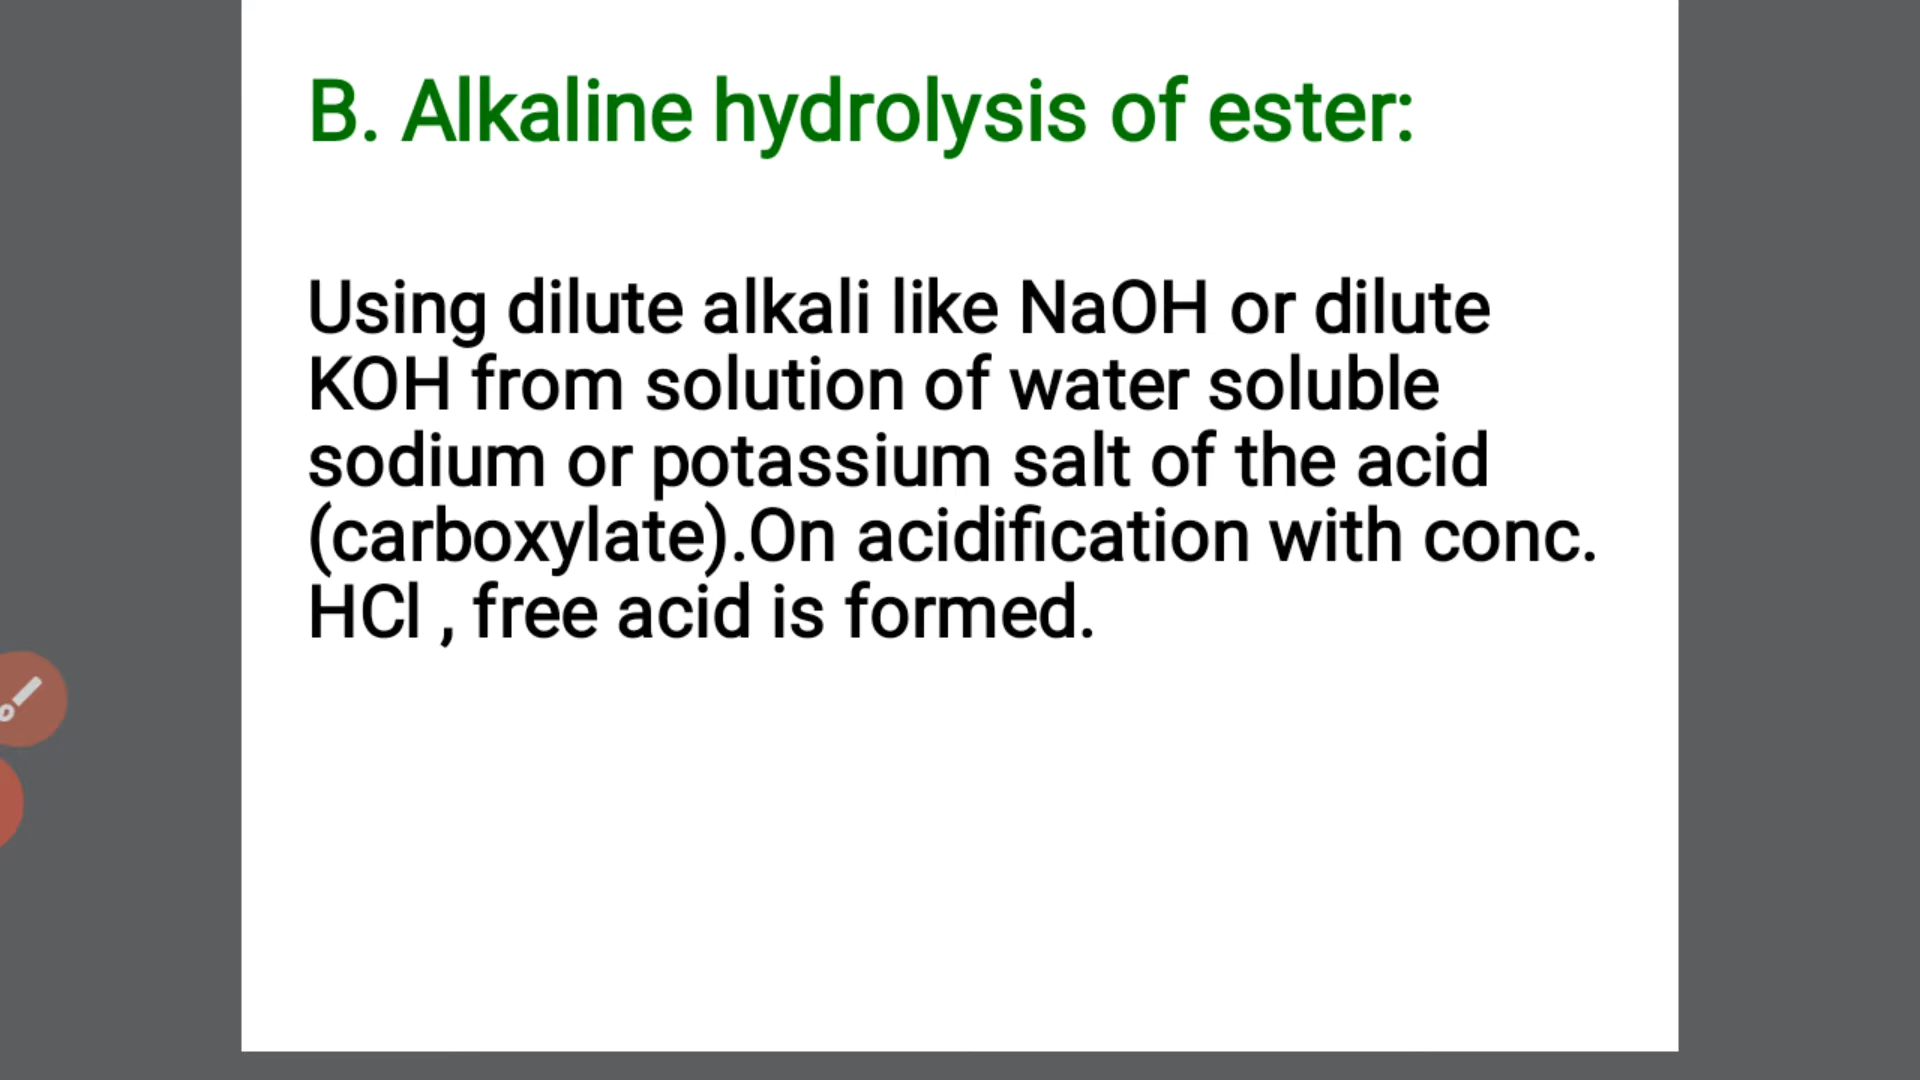 B. Alkaline hydrolysis of ester:
Using dilute alkali like NaOH or dilute
KOH from solution of water soluble
sodium or potassium salt of the acid
(carboxylate).On acidification with conc.
HCl , free acid is formed.